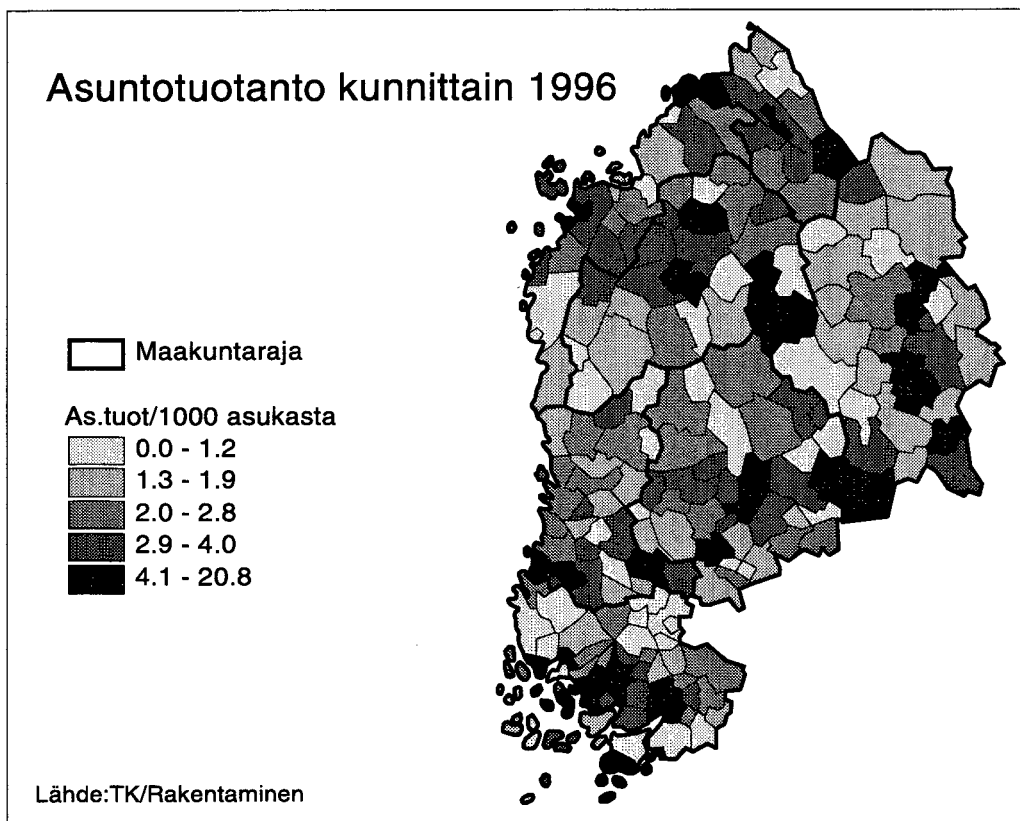 Asuntotuotanto kunnittain 1996
Maakuntaraja
As.tuot/1000 asukasta
0.0 - 1.2
1.3 - 1.9
2.0 - 2.8
2.9 - 4.0
4.1 - 20.8
Lähde:TK/Rakentaminen